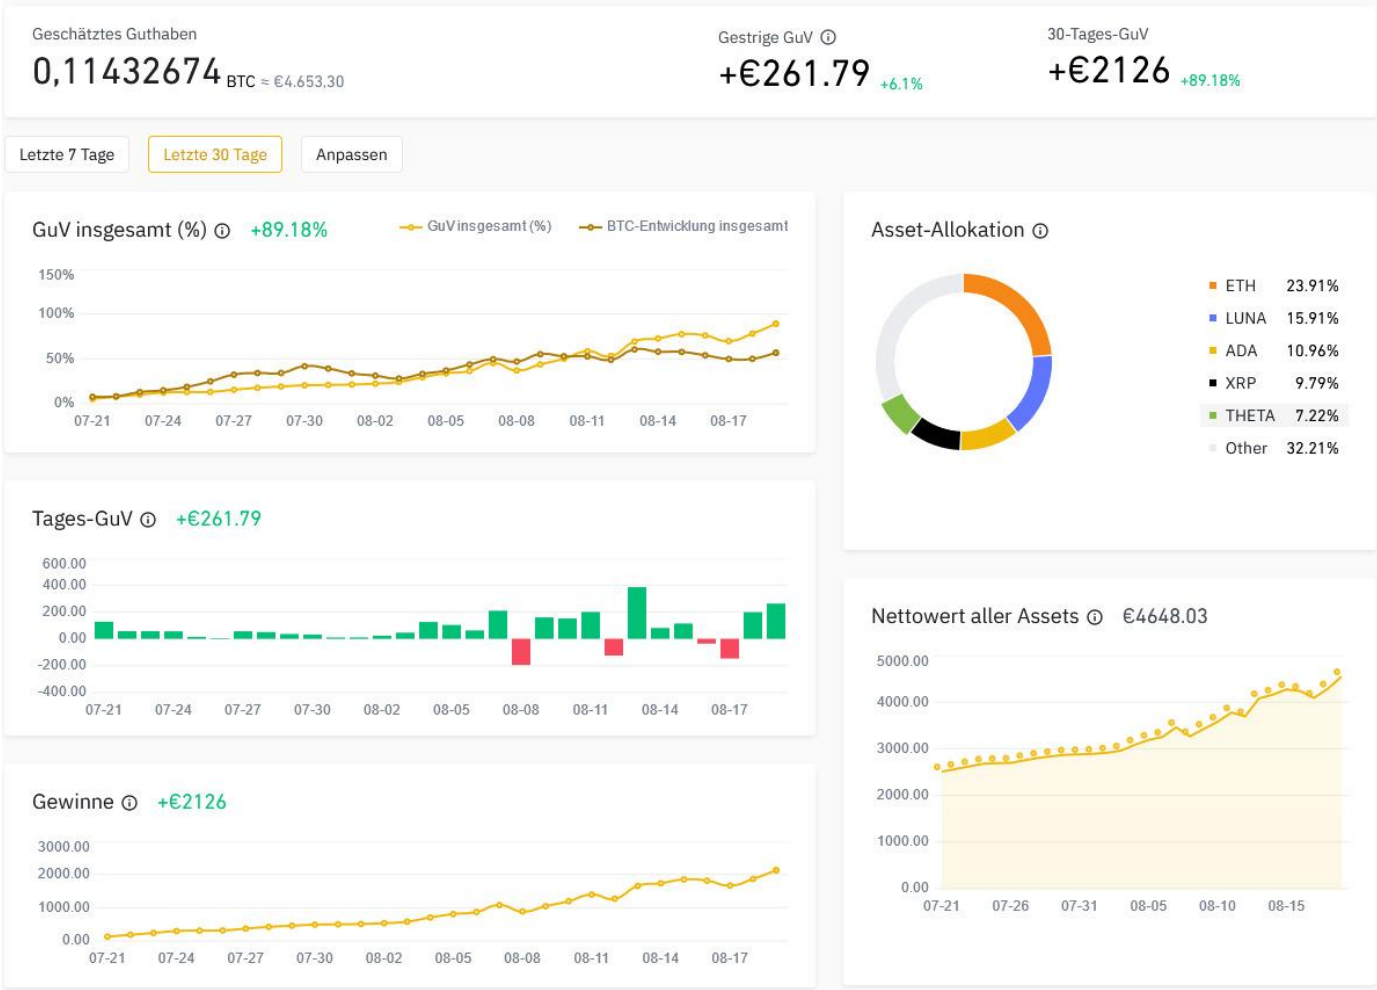 Geschätztes Guthaben
0,11432674 BTC ≈ €4.653,30
Gestrige GuV
+€261.79 +6.1%
30-Tages-GuV
+€2126 +89.18%
Letzte 7 Tage
Letzte 30 Tage
Anpassen
GuV insgesamt (%) +89.18%
GuV insgesamt (%)
BTC-Entwicklung insgesamt
150%
100%
50%
0%
07-21 07-24 07-27 07-30 08-02 08-05 08-08 08-11 08-14 08-17
Asset-Allokation
ETH 23.91%
LUNA 15.91%
ADA 10.96%
XRP 9.79%
THETA 7.22%
Other 32.21%
Tages-GuV +€261.79
600.00
400.00
200.00
0.00
-200.00
-400.00
07-21 07-24 07-27 07-30 08-02 08-05 08-08 08-11 08-14 08-17
Nettowert aller Assets €4648.03
5000.00
4000.00
3000.00
2000.00
1000.00
0.00
07-21 07-26 07-31 08-05 08-10 08-15
Gewinne +€2126
3000.00
2000.00
1000.00
0.00
07-21 07-24 07-27 07-30 08-02 08-05 08-08 08-11 08-14 08-17